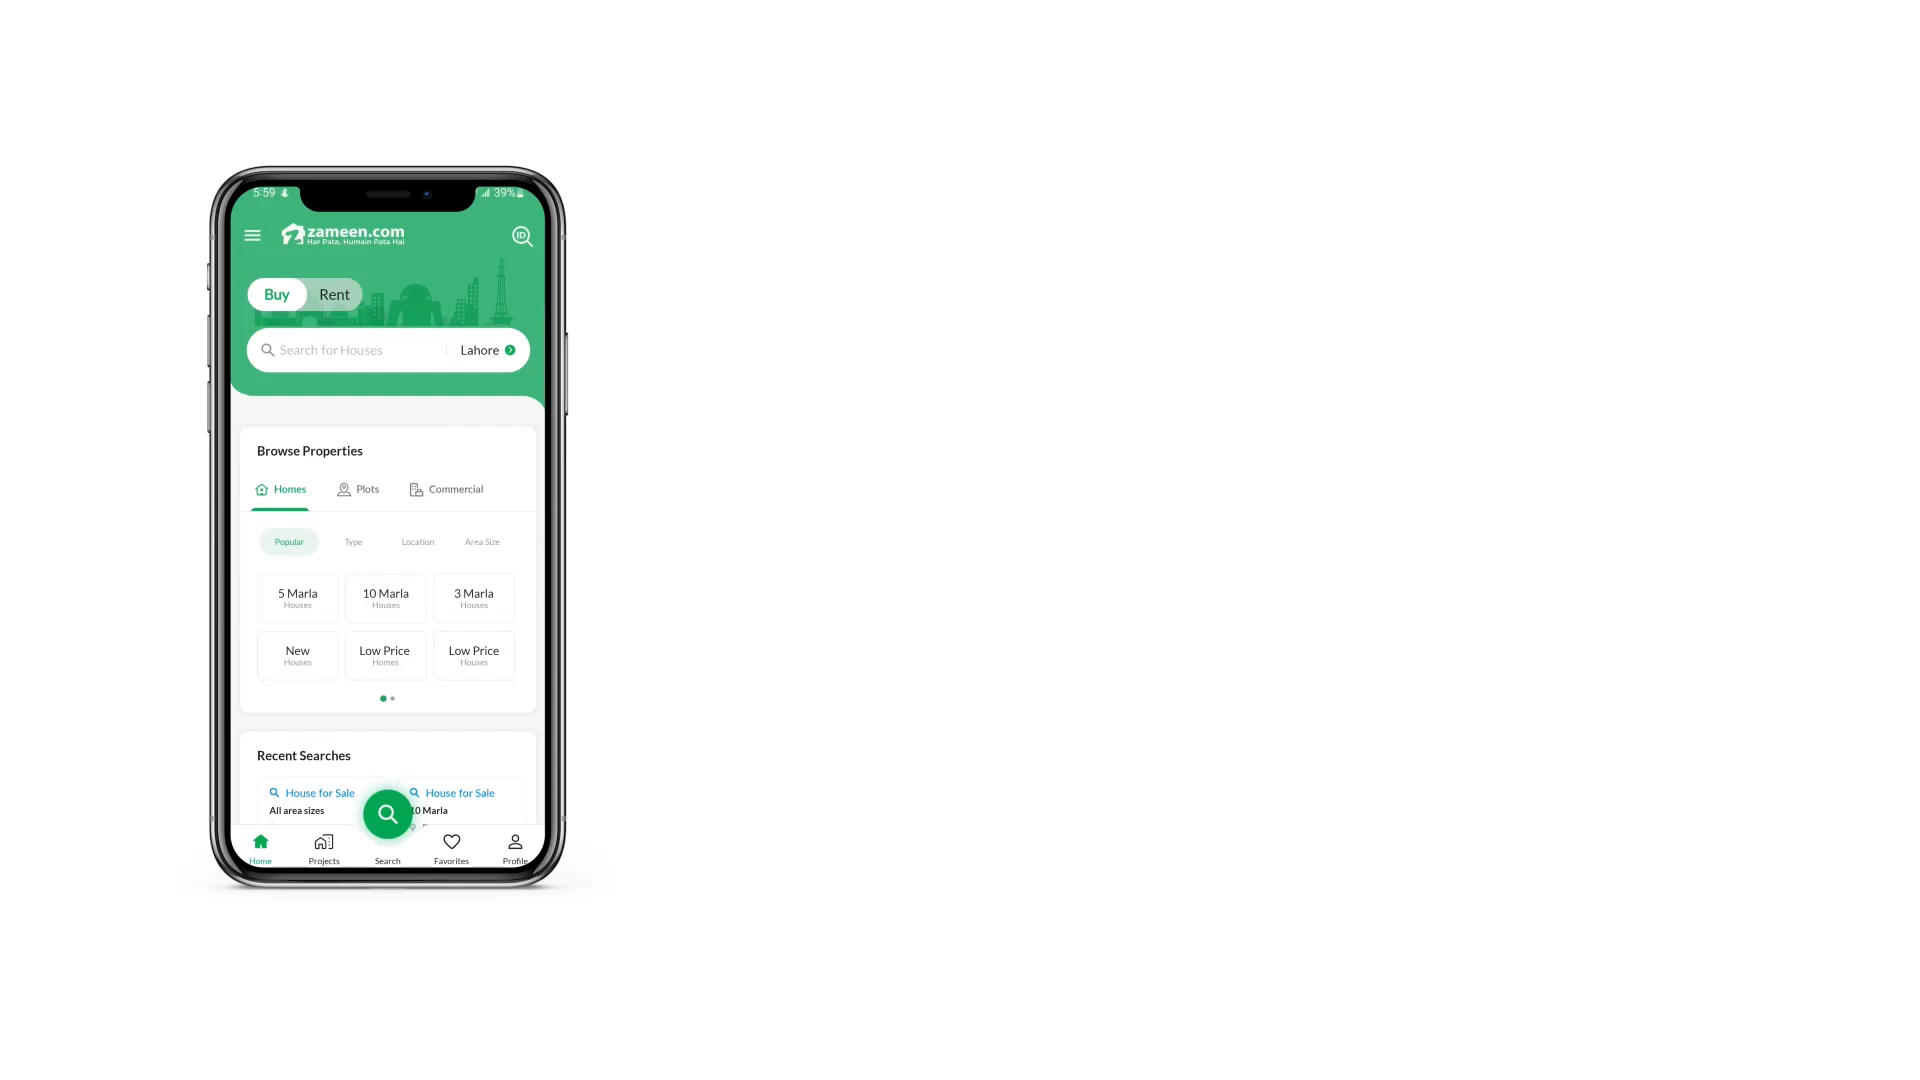 5:59
39%
zameen.com
Har Pata, Humain Pata Hai
ID
Buy
Rent
Search for Houses
Lahore
Browse Properties
Homes
Plots
Commercial
Popular
Type
Location
Area Size
5 Marla
Houses
10 Marla
Houses
3 Marla
Houses
New
Houses
Low Price
Homes
Low Price
Houses
Recent Searches
House for Sale
All area sizes
House for Sale
10 Marla
Home
Projects
Search
Favorites
Profile